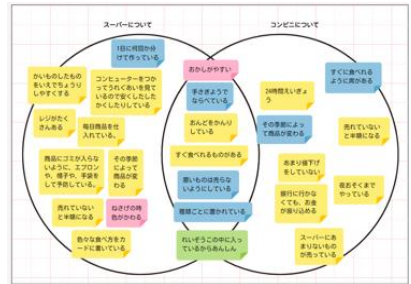 スーパーについて
コンビニについて
1日に何回か分
けて作っている
かいものしたもの
をいえでちょうり
しやすくする
コンピューターをつか
ってうれぐあいを見て
いるので安くしたした
かくしたりしている
レジがたく
さんある
毎日商品を仕
入れている。
商品にゴミが入らな
いように、エプロン
や、帽子や、手袋を
して予防している。
その季節
によって
商品が変
わる
売れていない
と半額になる
ねさげの時
色がかわる
色々な食べ方をカ
ードに書いている
おかしがやすい
手さぎょうで
ならべている
おんどをかんり
している
すぐ食べれるものがある
悪いものは売らな
いようにしている
種類ごとに置かれている
れいぞうこの中に入っ
ているからあんしん
24時間えいぎょ
う
すぐに食べれる
ように席がある
その季節によっ
て商品が変わる
売れていない
と半額になる
あまり値下げ
をしていない
銀行に行かな
くても、お金
が振り込める
夜おそくまで
やっている
スーパーにあ
まりないものが
が売っている